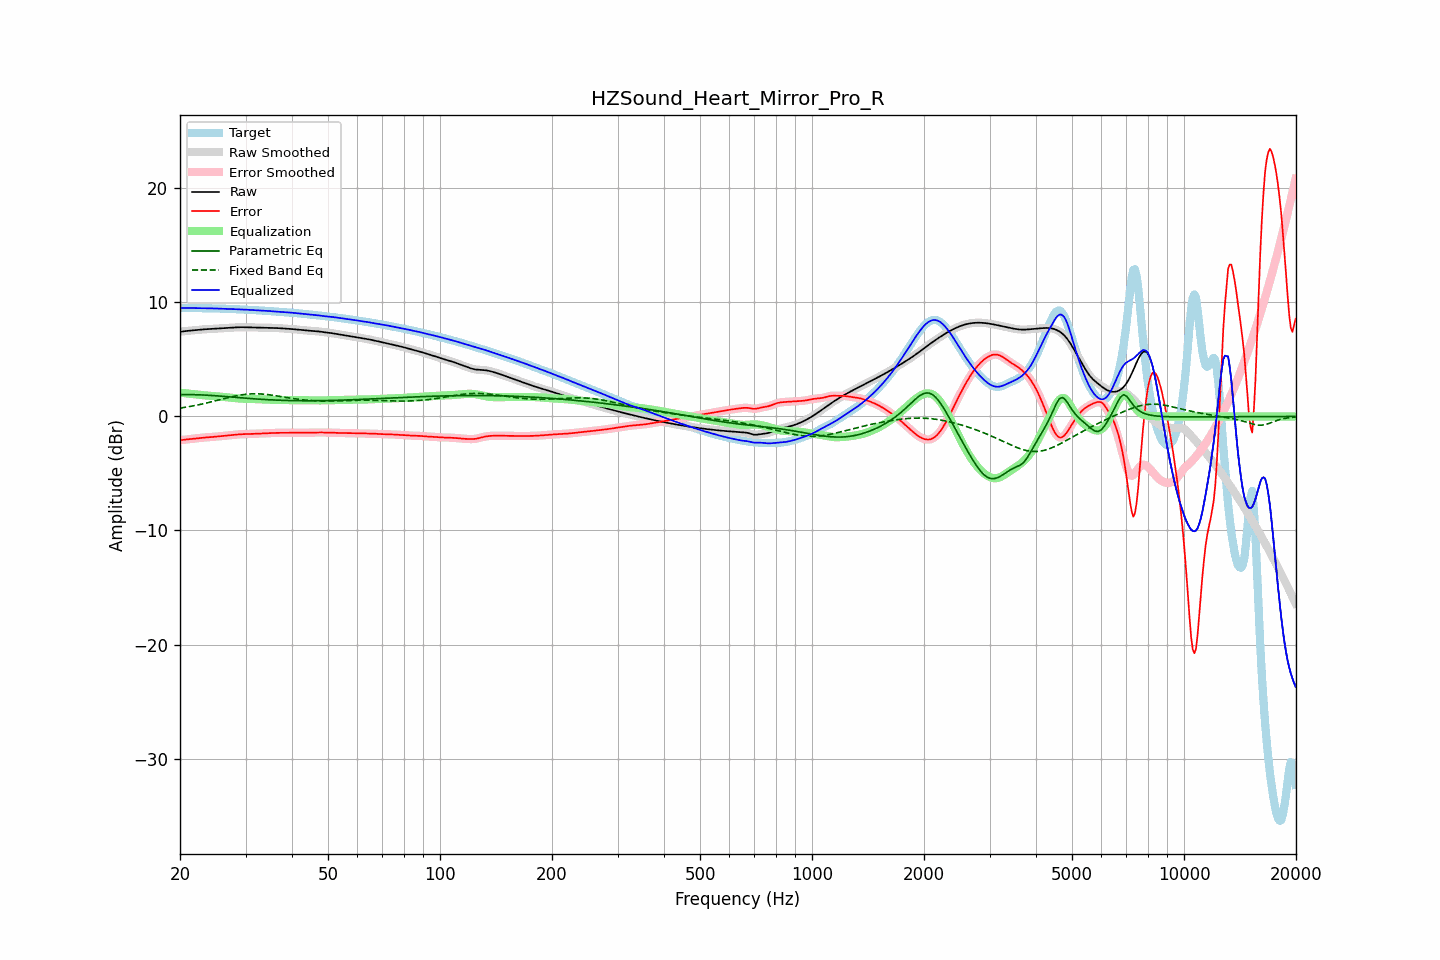 HZSound_Heart_Mirror_Pro_R
Target
Raw Smoothed
Error Smoothed
Raw
Error
Equalization
Parametric Eq
Fixed Band Eq
Equalized
Amplitude (dBr)
20
10
0
−10
−20
−30
20 50 100 200 500 1000 2000 5000 10000 20000
Frequency (Hz)